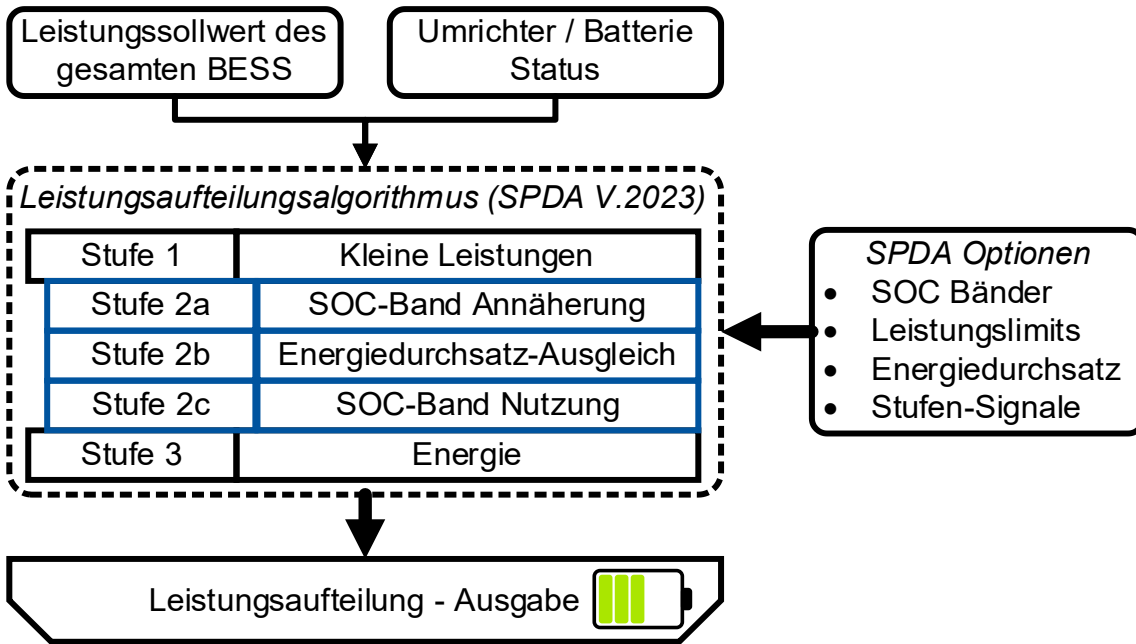 Leistungssollwert des
gesamten BESS
Umrichter / Batterie
Status
Leistungsaufteilungsalgorithmus (SPDA V.2023)
Stufe 1 Kleine Leistungen
Stufe 2a SOC-Band Annäherung
Stufe 2b Energiedurchsatz-Ausgleich
Stufe 2c SOC-Band Nutzung
Stufe 3 Energie
SPDA Optionen
• SOC Bänder
• Leistungslimits
• Energiedurchsatz
• Stufen-Signale
Leistungsaufteilung - Ausgabe